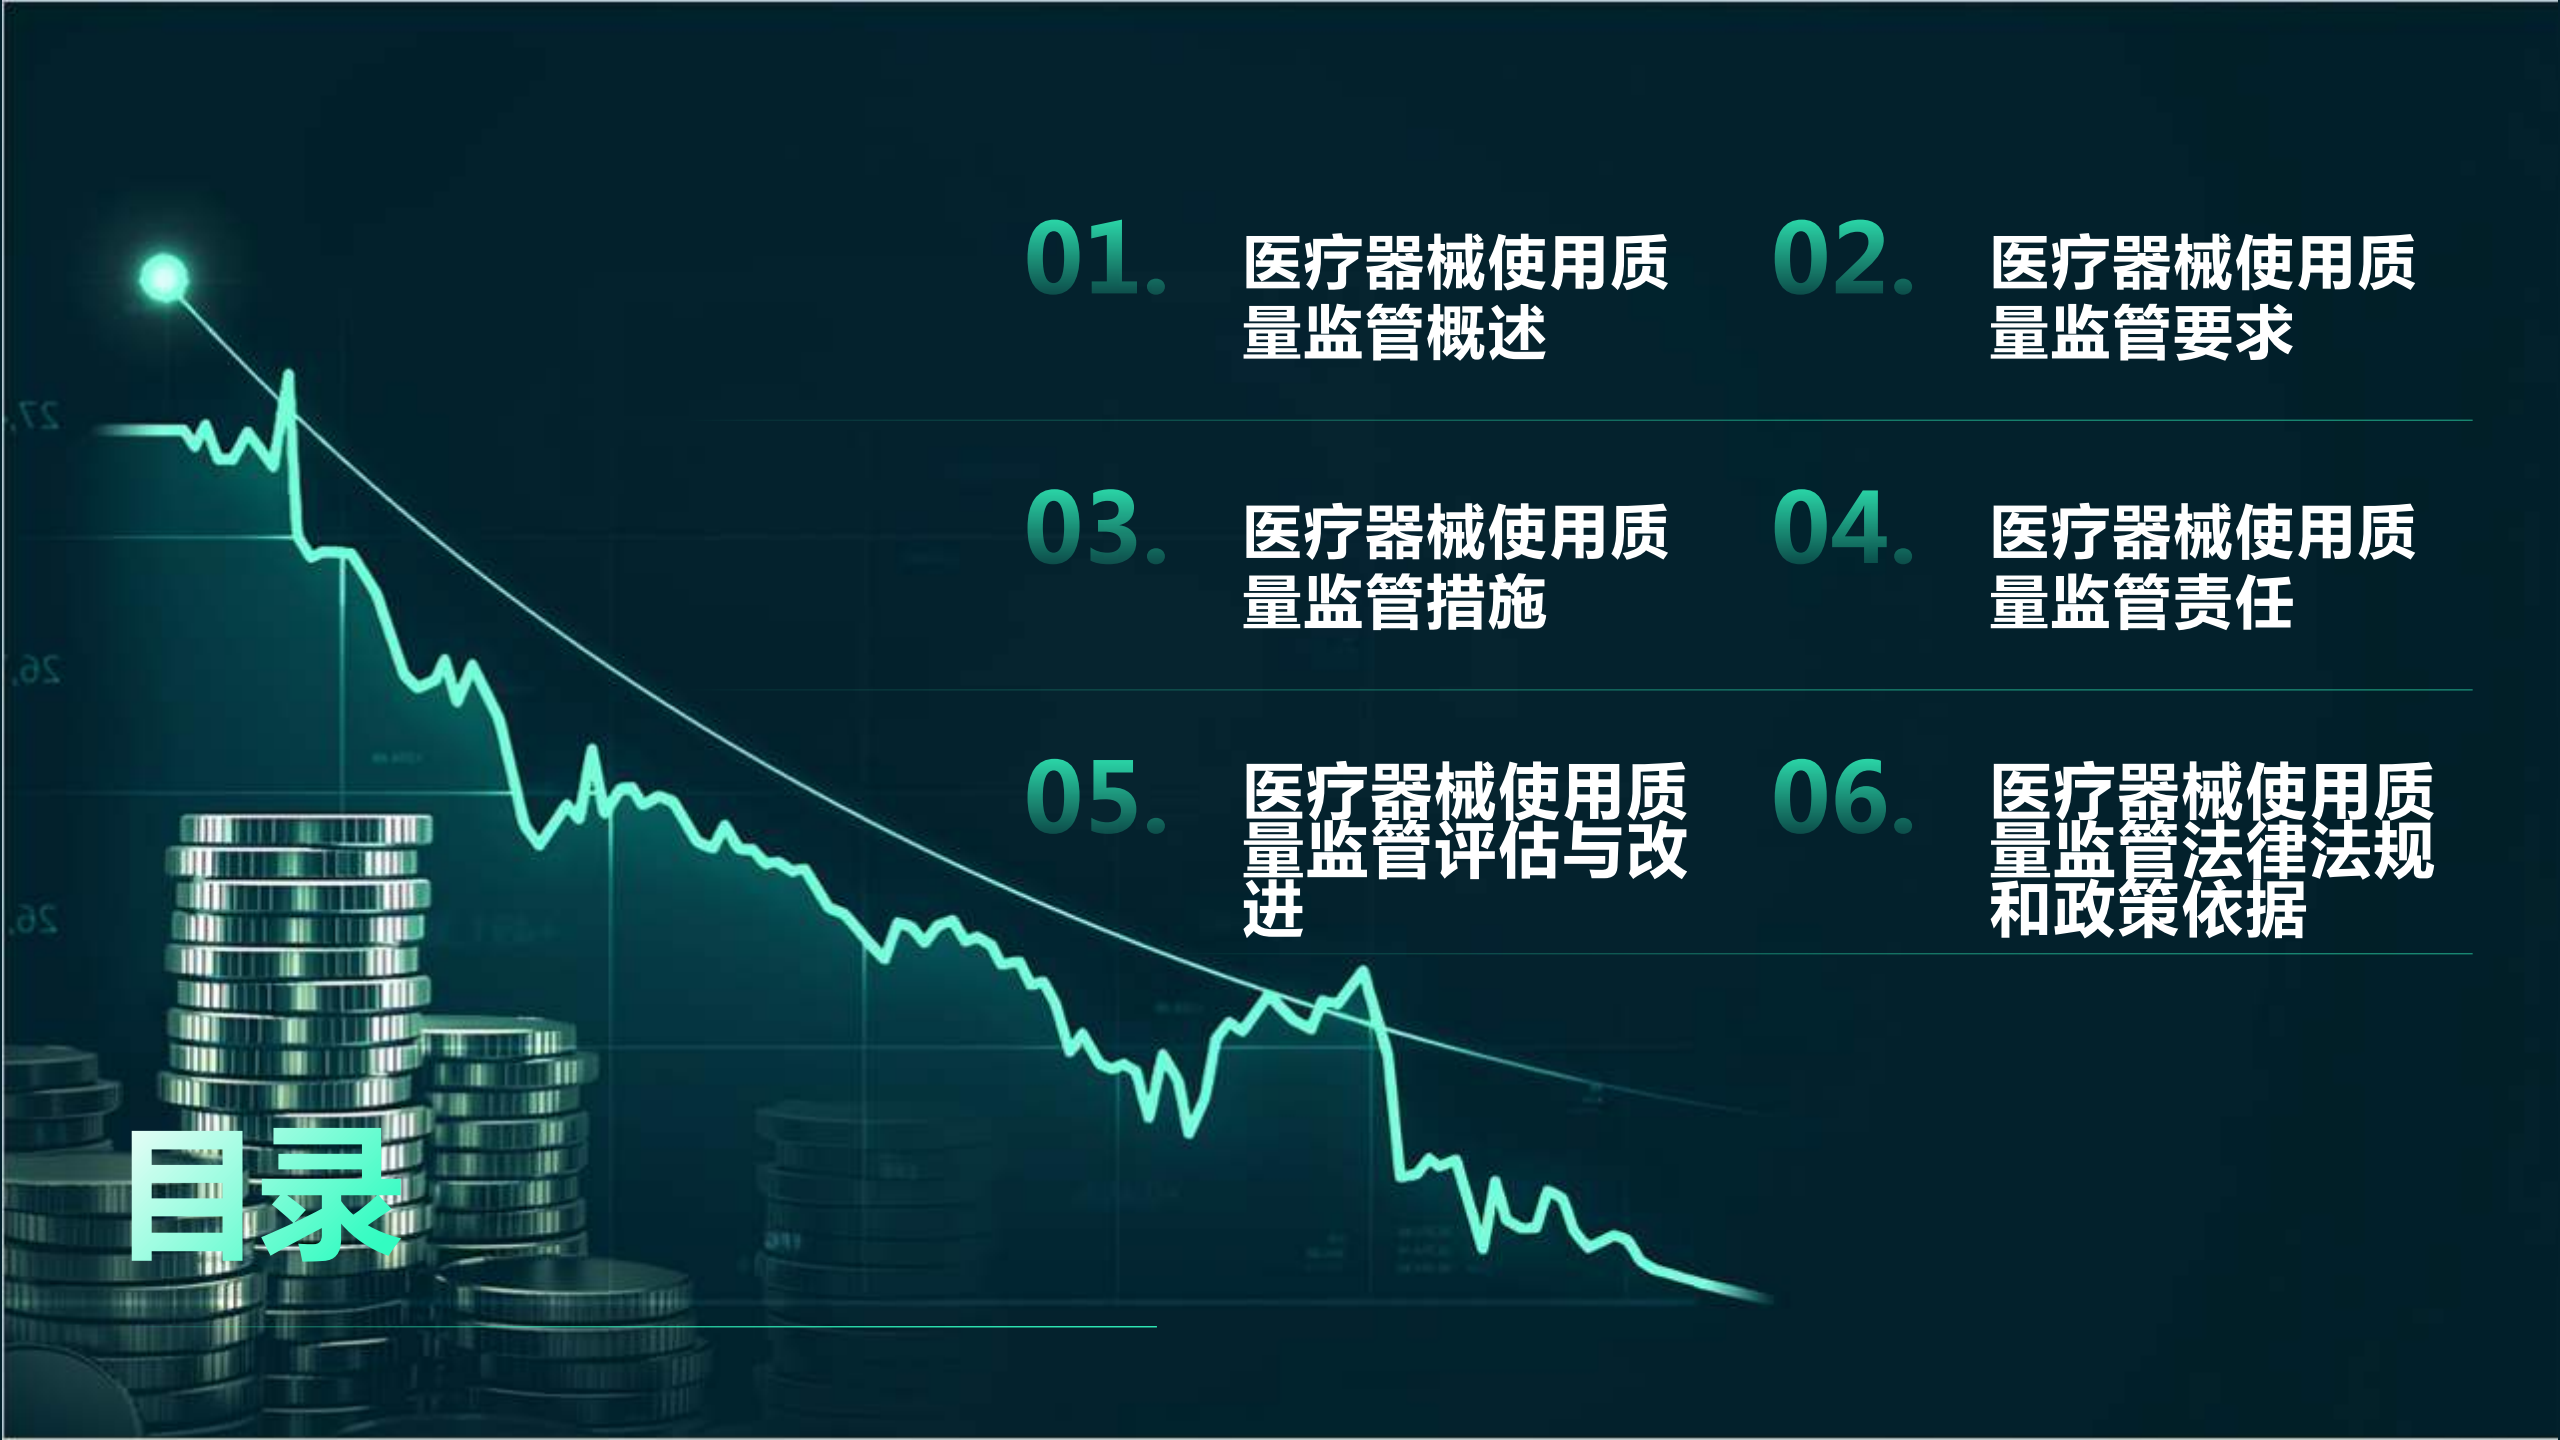 01.
医疗器械使用质
量监管概述
02.
医疗器械使用质
量监管要求
03.
医疗器械使用质
量监管措施
04.
医疗器械使用质
量监管责任
05.
医疗器械使用质
量监管评估与改
进
06.
医疗器械使用质
量监管法律法规
和政策依据
目录